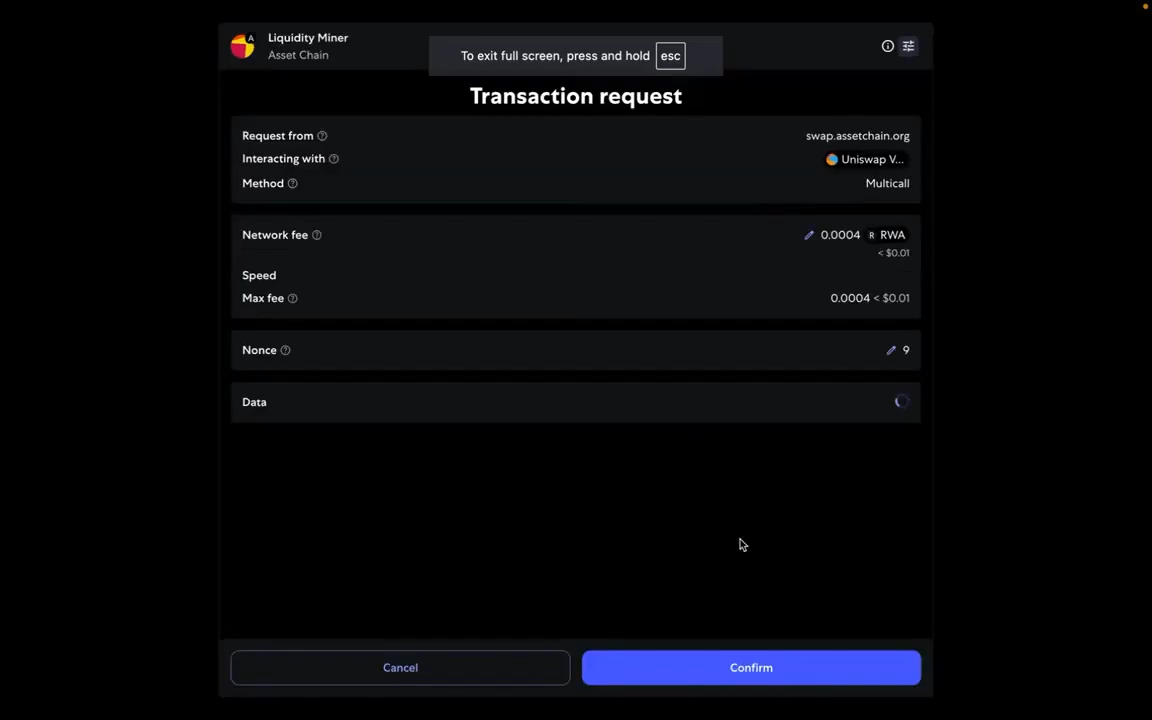 Liquidity Miner
Asset Chain
To exit full screen, press and hold esc
Transaction request
Request from swap.assetchain.org
Interacting with Uniswap V...
Method Multicall
Network fee 0.0004 R RWA
< $0.01
Speed
Max fee 0.0004 < $0.01
Nonce 9
Data
Cancel Confirm